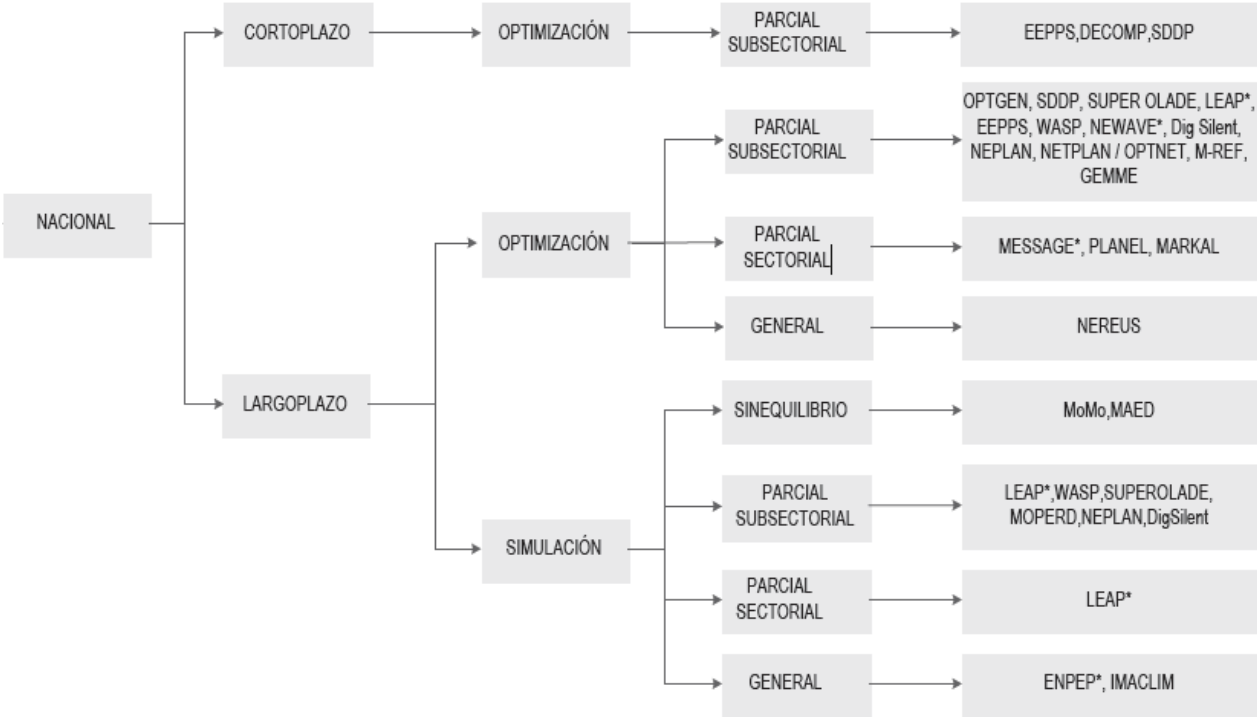 CORTOPLAZO
OPTIMIZACIÓN
PARCIAL
SUBSECTORIAL
EEPPS,DECOMP,SDDP
PARCIAL
SUBSECTORIAL
OPTGEN, SDDP, SUPER OLADE, LEAP*,
EEPPS, WASP, NEWAVE*, Dig Silent,
NEPLAN, NETPLAN / OPTNET, M-REF,
GEMME
NACIONAL
OPTIMIZACIÓN
PARCIAL
SECTORIAL
MESSAGE*, PLANEL, MARKAL
GENERAL
NEREUS
LARGOPLAZO
SINEQUILIBRIO
MoMo,MAED
PARCIAL
SUBSECTORIAL
LEAP*,WASP,SUPEROLADE,
MOPERD,NEPLAN,DigSilent
SIMULACIÓN
PARCIAL
SECTORIAL
LEAP*
GENERAL
ENPEP*, IMACLIM